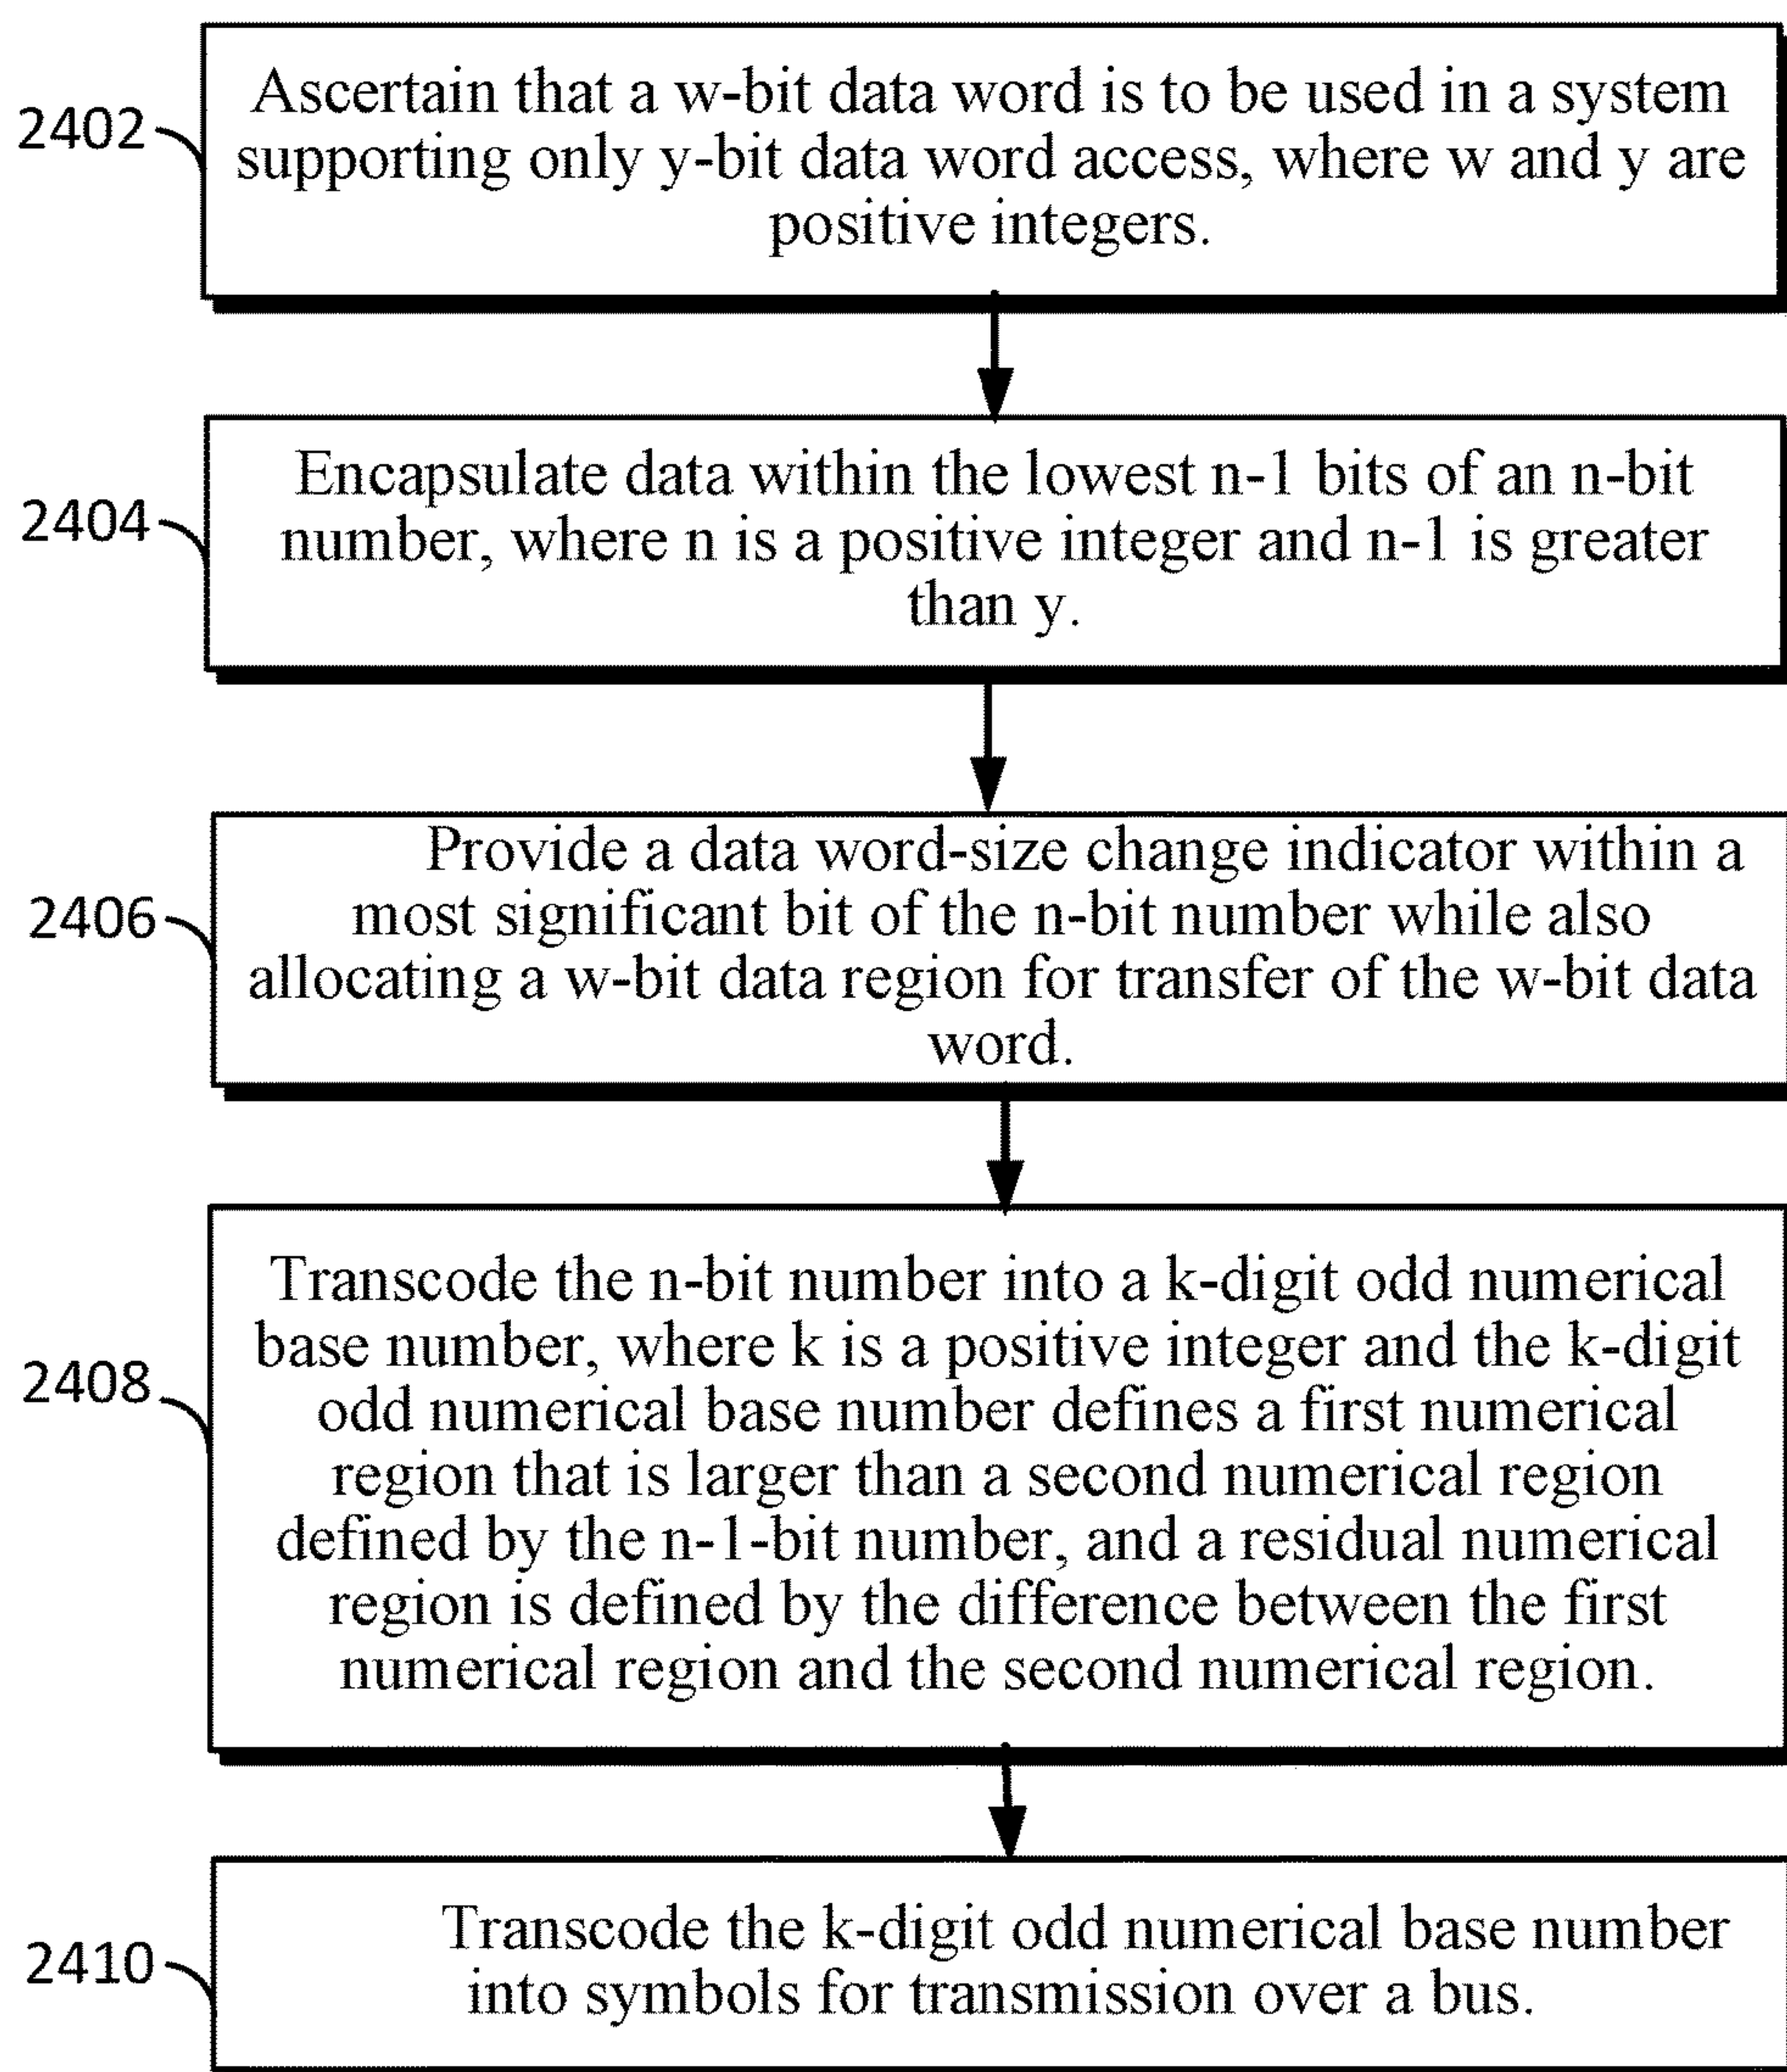 2402
Ascertain that a w-bit data word is to be used in a system
supporting only y-bit data word access, where w and y are
positive integers.
2404
Encapsulate data within the lowest n-1 bits of an n-bit
number, where n is a positive integer and n-1 is greater
than y.
2406
Provide a data word-size change indicator within a
most significant bit of the n-bit number while also
allocating a w-bit data region for transfer of the w-bit data
word.
2408
Transcode the n-bit number into a k-digit odd numerical
base number, where k is a positive integer and the k-digit
odd numerical base number defines a first numerical
region that is larger than a second numerical region
defined by the n-1-bit number, and a residual numerical
region is defined by the difference between the first
numerical region and the second numerical region.
2410
Transcode the k-digit odd numerical base number
into symbols for transmission over a bus.